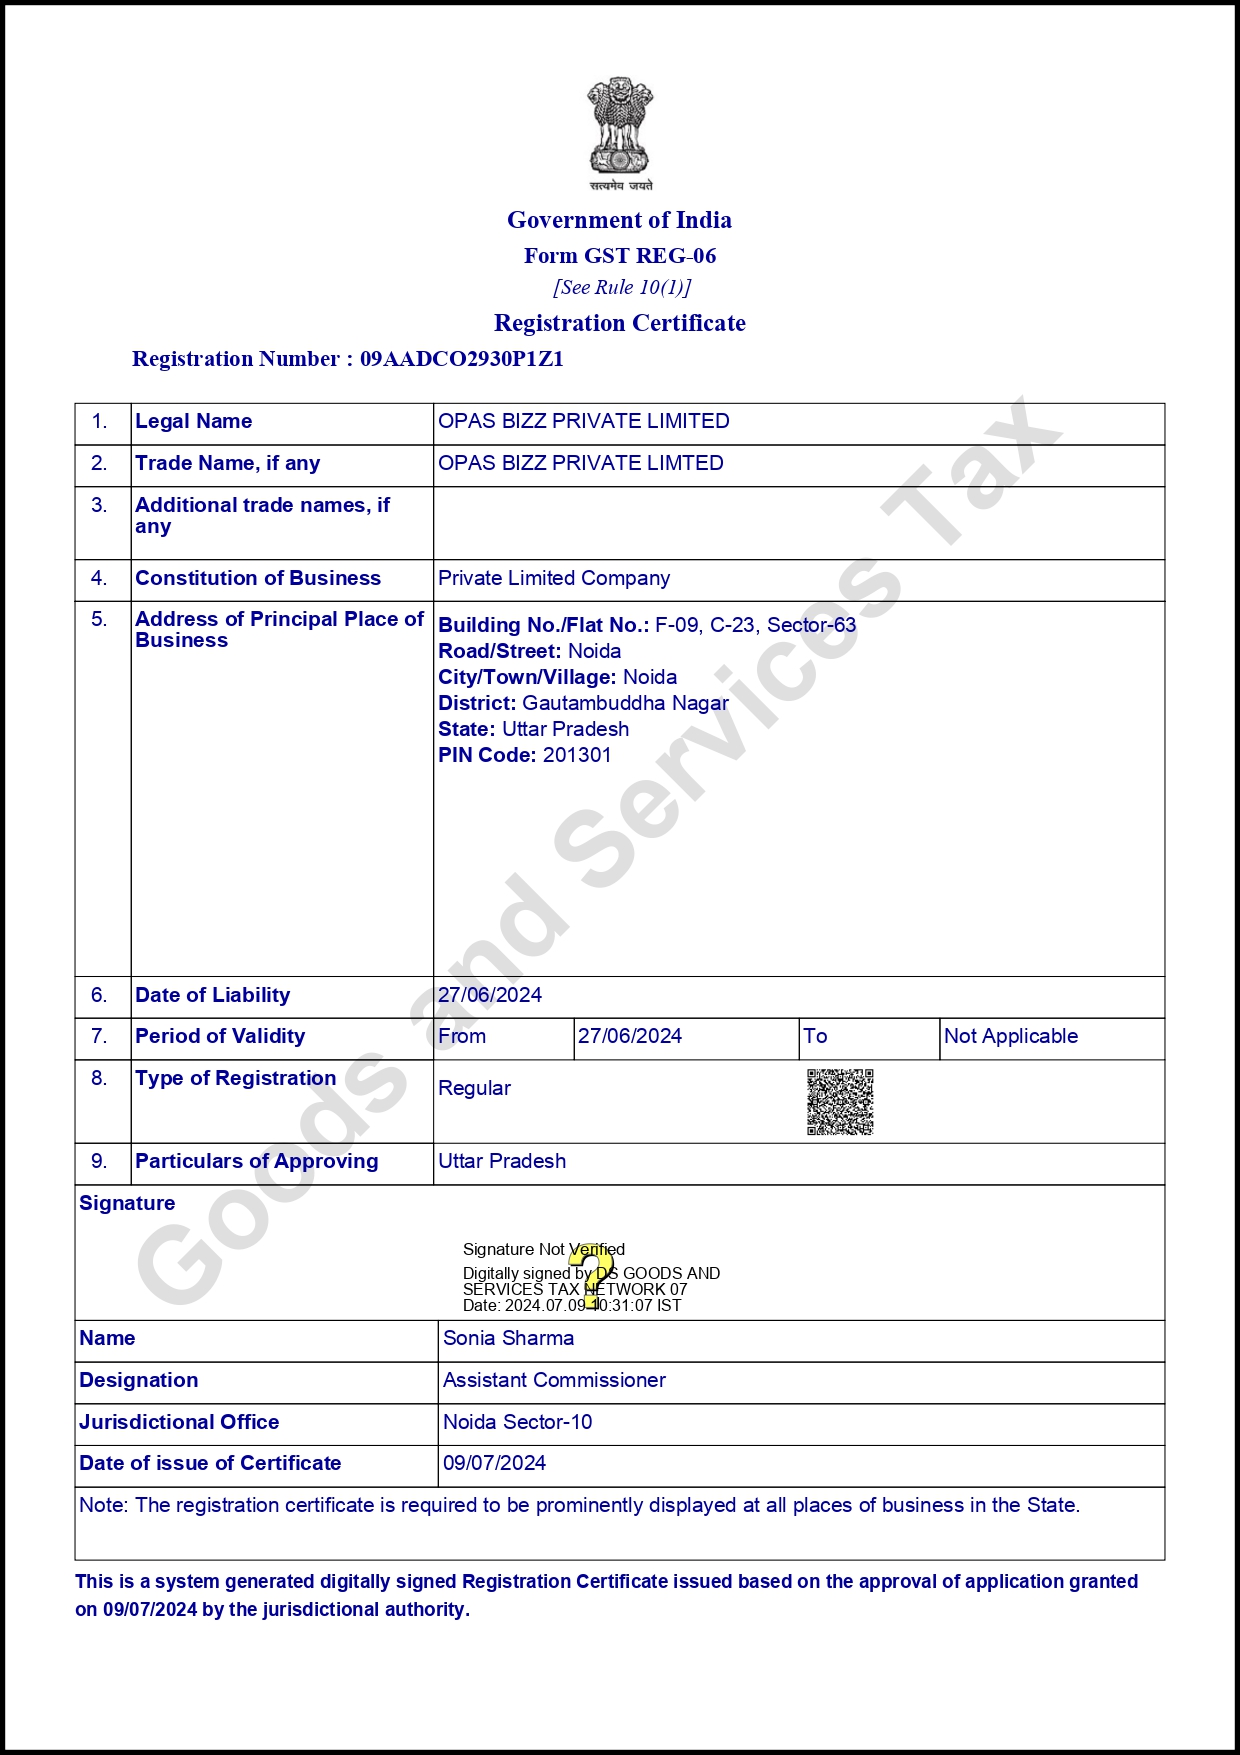 सत्यमेव जयते
Government of India
Form GST REG-06
[See Rule 10(1)]
Registration Certificate
Registration Number : 09AADCO2930P1Z1
1. Legal Name OPAS BIZZ PRIVATE LIMITED
2. Trade Name, if any OPAS BIZZ PRIVATE LIMTED
3. Additional trade names, if
any
4. Constitution of Business Private Limited Company
5. Address of Principal Place of
Business
Building No./Flat No.: F-09, C-23, Sector-63
Road/Street: Noida
City/Town/Village: Noida
District: Gautambuddha Nagar
State: Uttar Pradesh
PIN Code: 201301
6. Date of Liability 27/06/2024
7. Period of Validity From 27/06/2024 To Not Applicable
8. Type of Registration Regular
9. Particulars of Approving Uttar Pradesh
Signature
Signature Not Verified
Digitally signed by DS GOODS AND
SERVICES TAX NETWORK 07
Date: 2024.07.09 10:31:07 IST
Name Sonia Sharma
Designation Assistant Commissioner
Jurisdictional Office Noida Sector-10
Date of issue of Certificate 09/07/2024
Note: The registration certificate is required to be prominently displayed at all places of business in the State.
This is a system generated digitally signed Registration Certificate issued based on the approval of application granted
on 09/07/2024 by the jurisdictional authority.
Goods and Services Tax